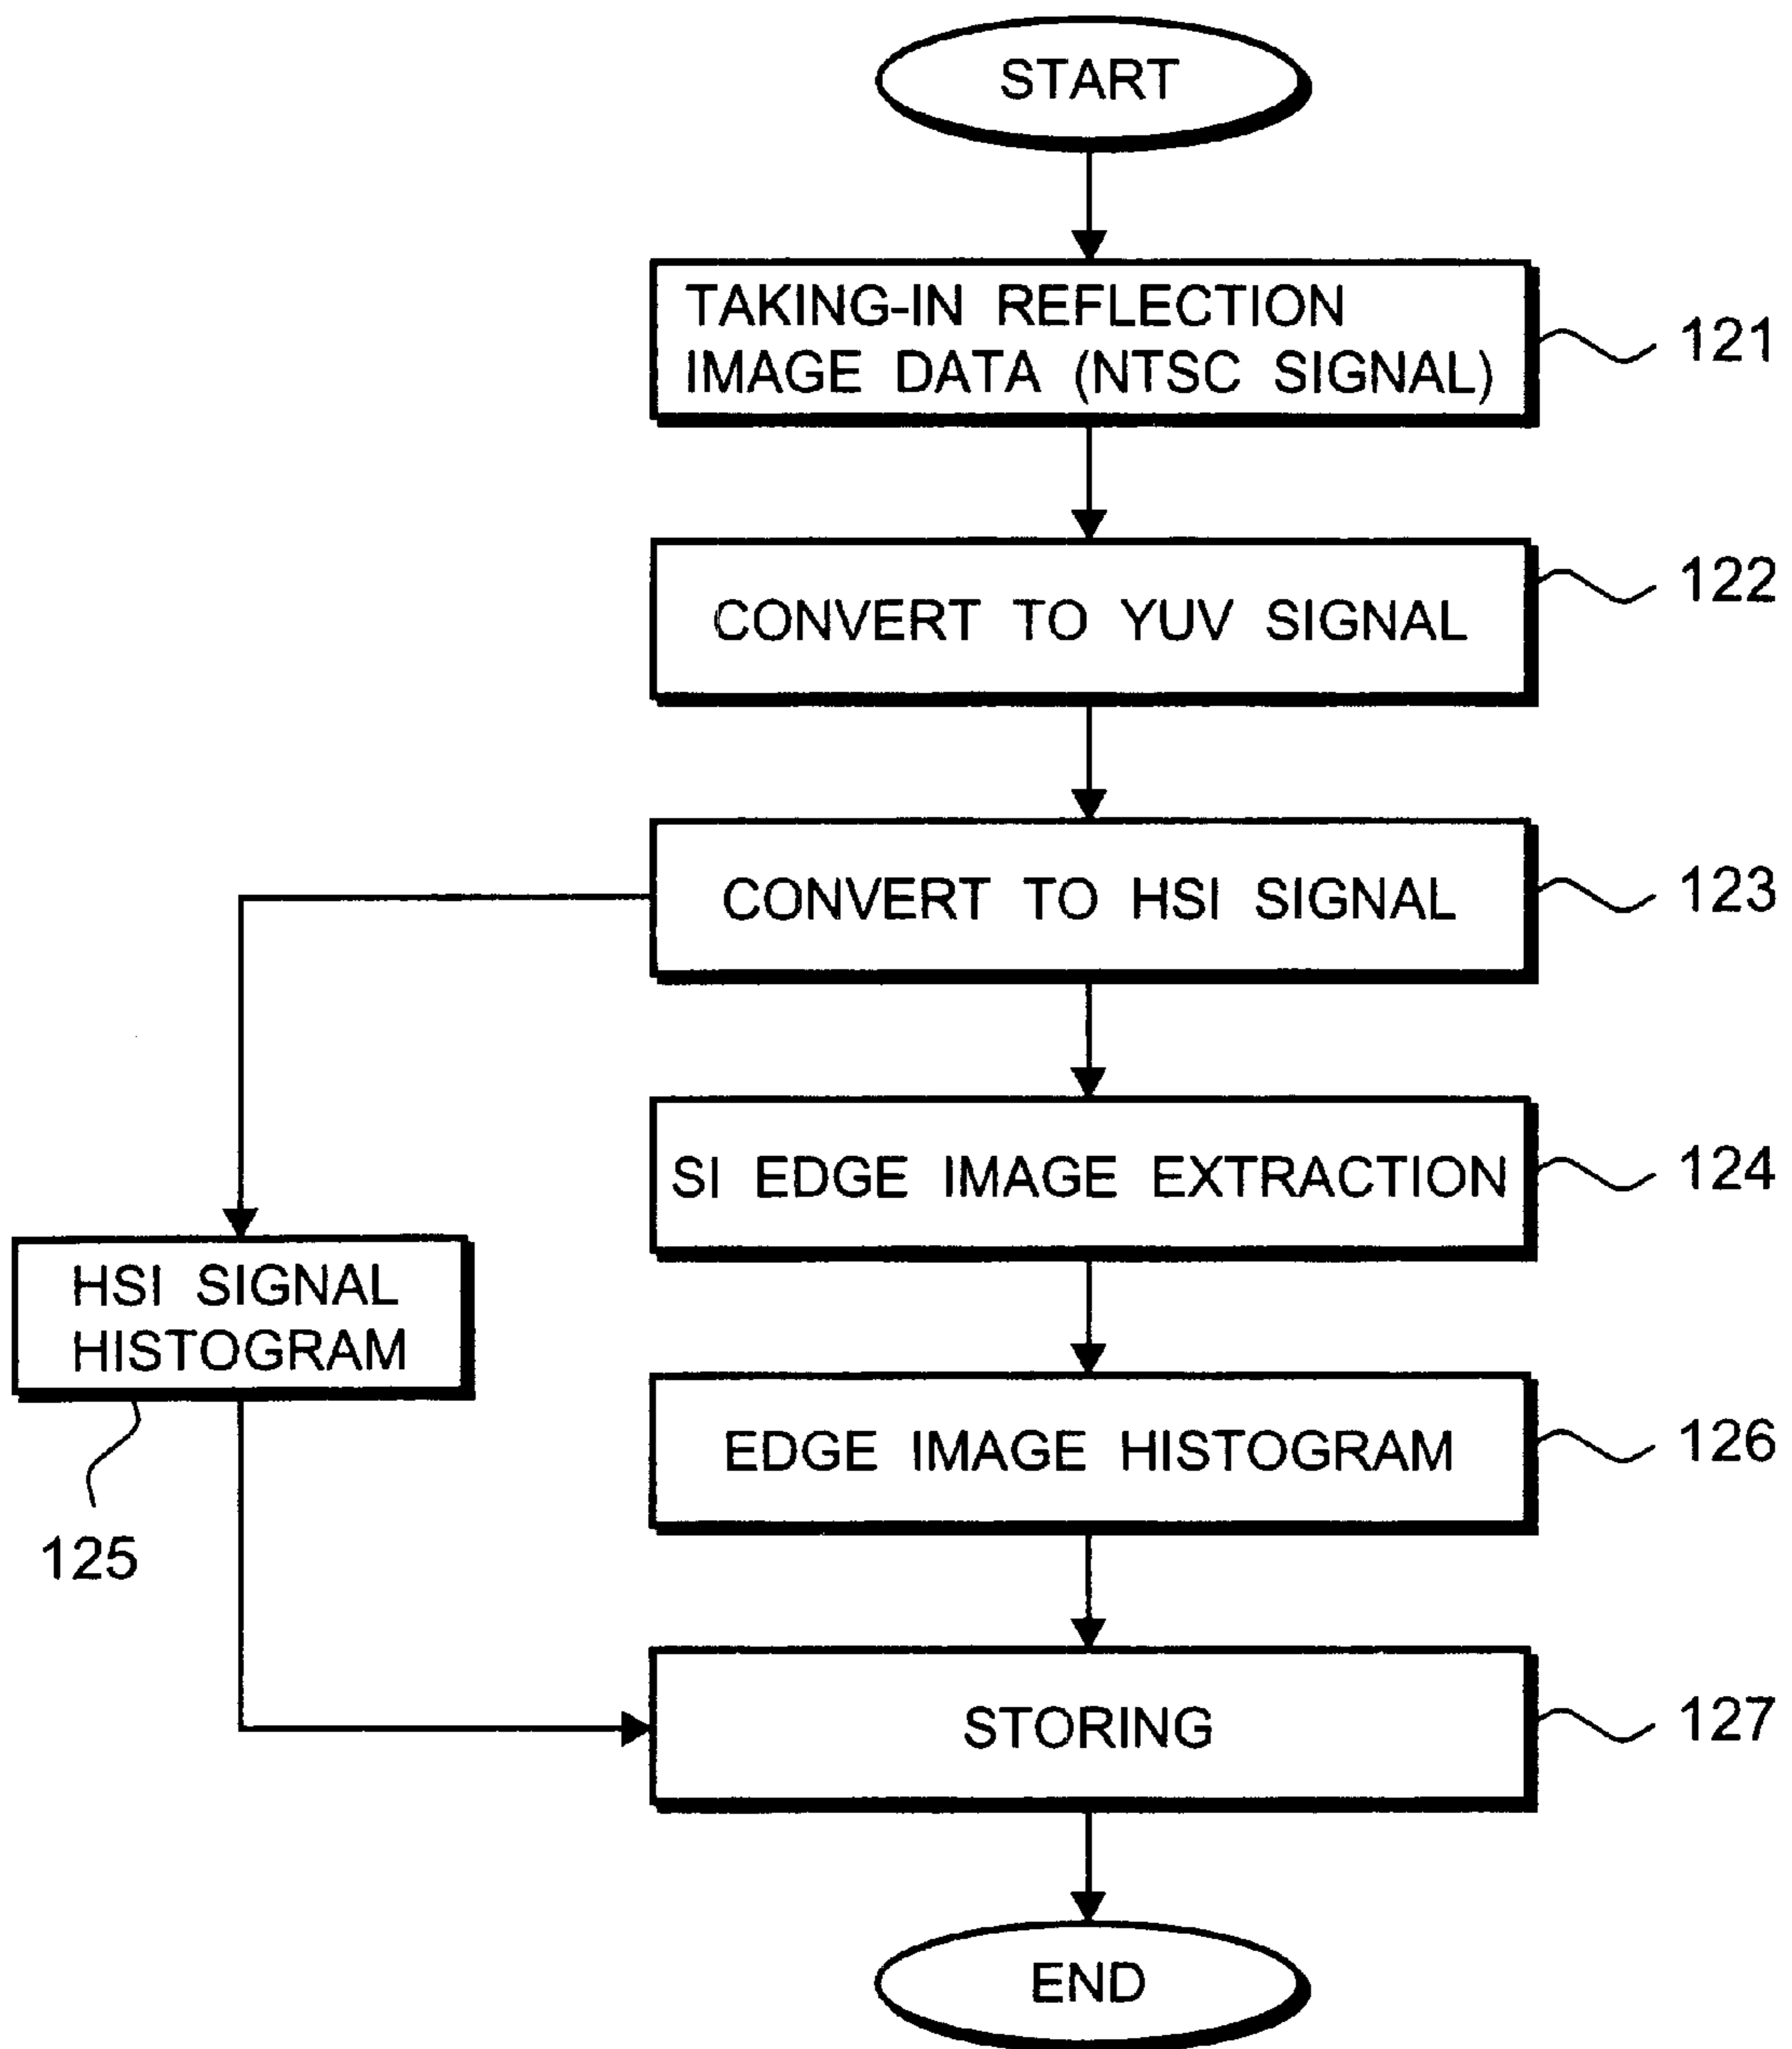 START
TAKING-IN REFLECTION
IMAGE DATA (NTSC SIGNAL)
121
CONVERT TO YUV SIGNAL
122
CONVERT TO HSI SIGNAL
123
SI EDGE IMAGE EXTRACTION
124
HSI SIGNAL
HISTOGRAM
125
EDGE IMAGE HISTOGRAM
126
STORING
127
END